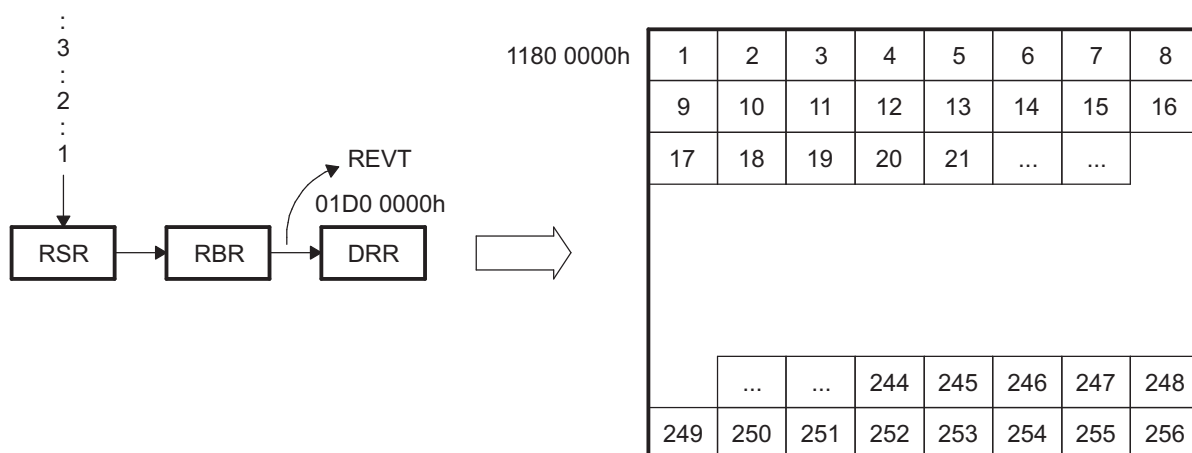 :
3
:
2
:
1
REVT
01D0 0000h
RSR RBR DRR
1180 0000h
1 2 3 4 5 6 7 8
9 10 11 12 13 14 15 16
17 18 19 20 21 ... ...
... ... 244 245 246 247 248
249 250 251 252 253 254 255 256